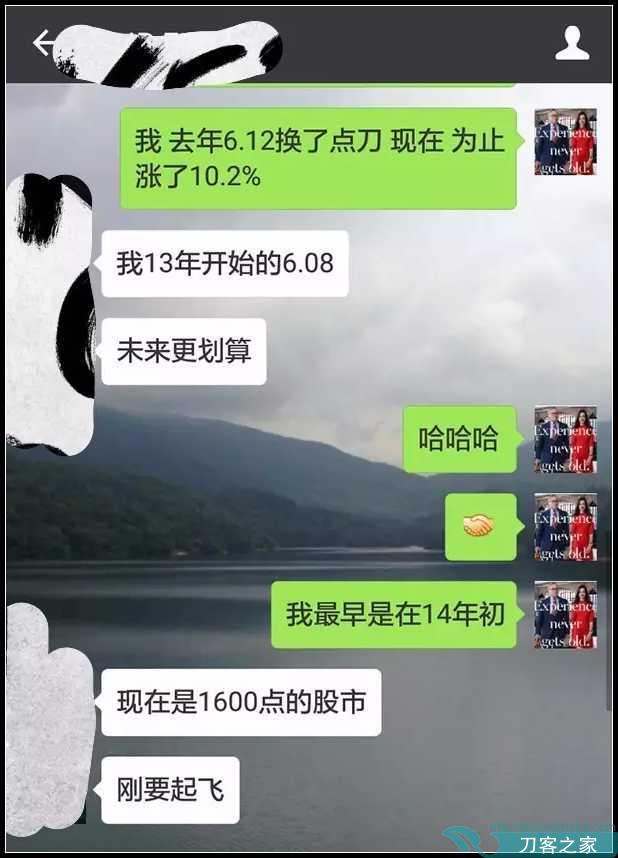 我 去年6.12换了点刀 现在 为止
涨了10.2%
Experience
never
gets old.
我13年开始的6.08
未来更划算
哈哈哈
Experience
never
gets old.
Experience
never
gets old.
我最早是在14年初
Experience
never
gets old.
现在是1600点的股市
刚要起飞
刀客之家